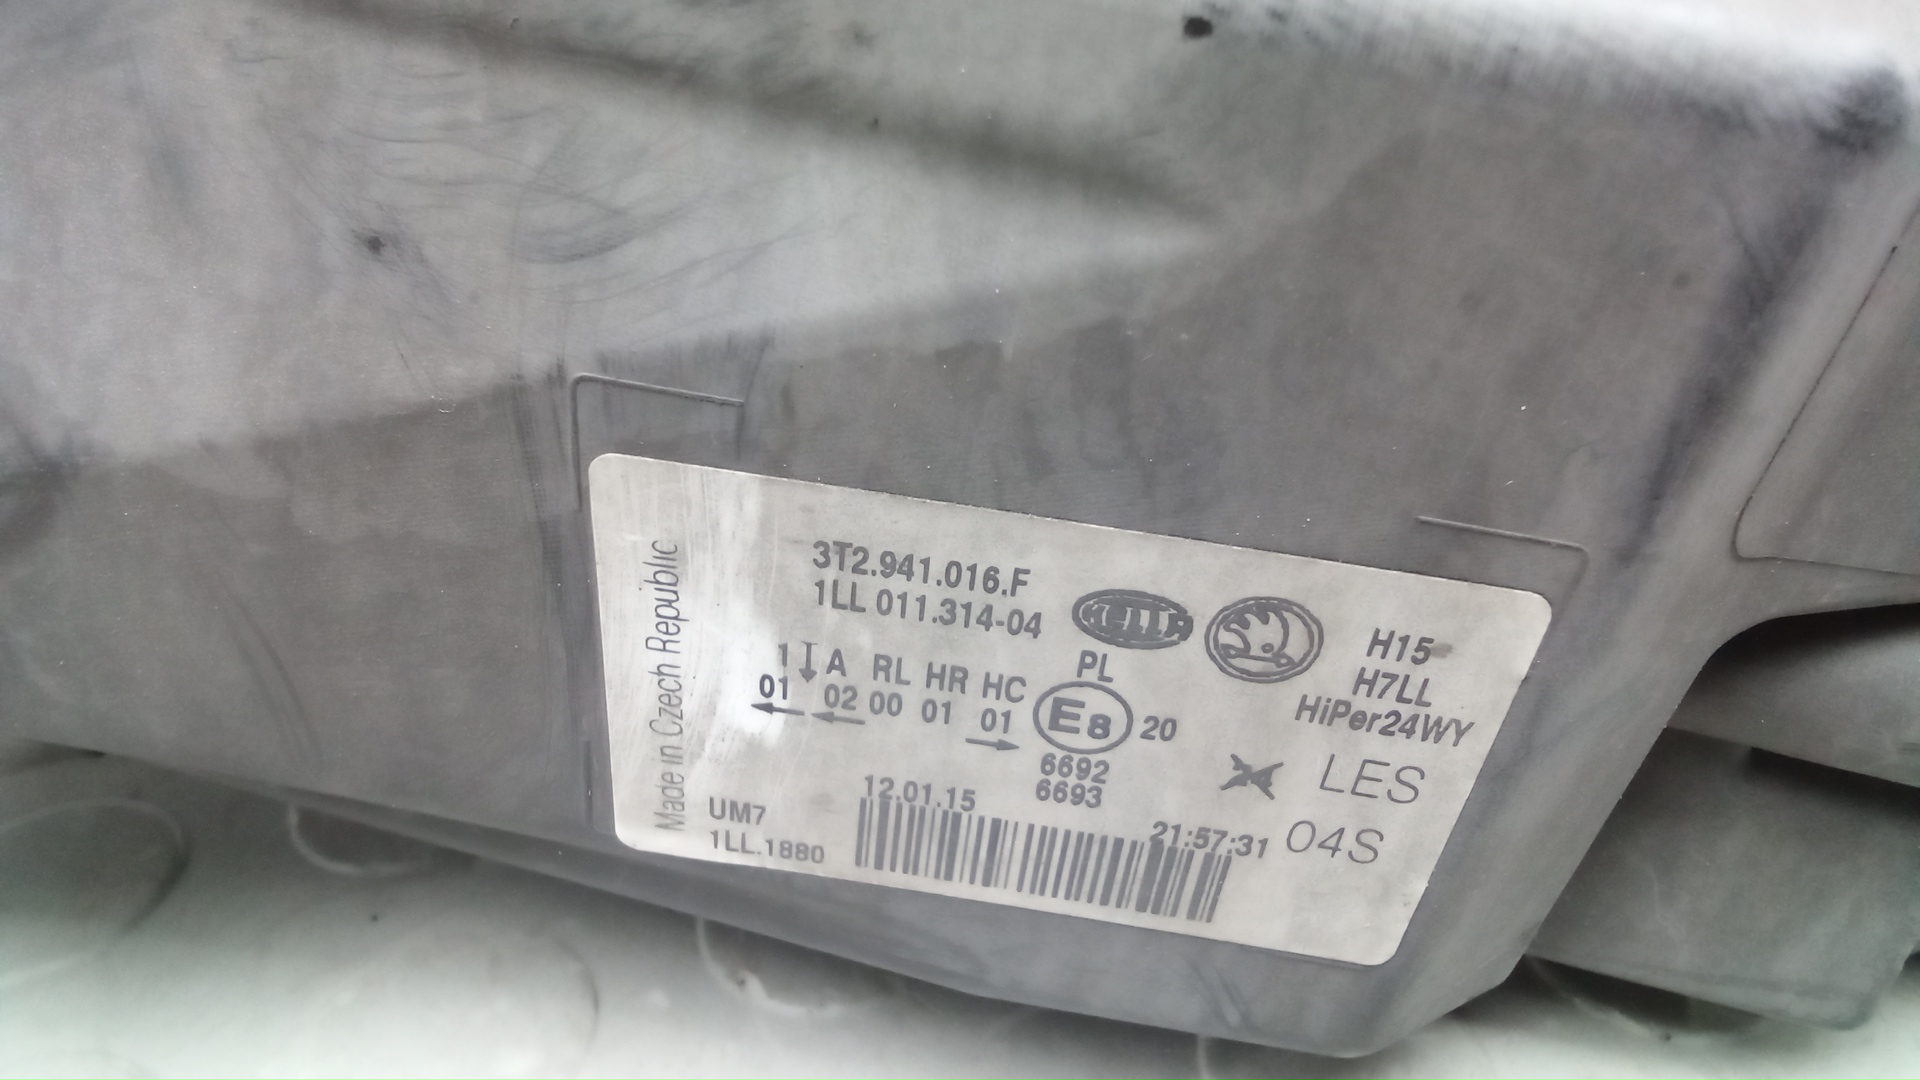 Made in Czech Republic
3T2.941.016.F
1LL 011.314-04
HELLA
H15
H7LL
HiPer24WY
1 A RL HR HC PL
01 02 00 01 01 E8 20
6692
6693
LES
04S
UM7
1LL.1880
12.01.15
21:57:31